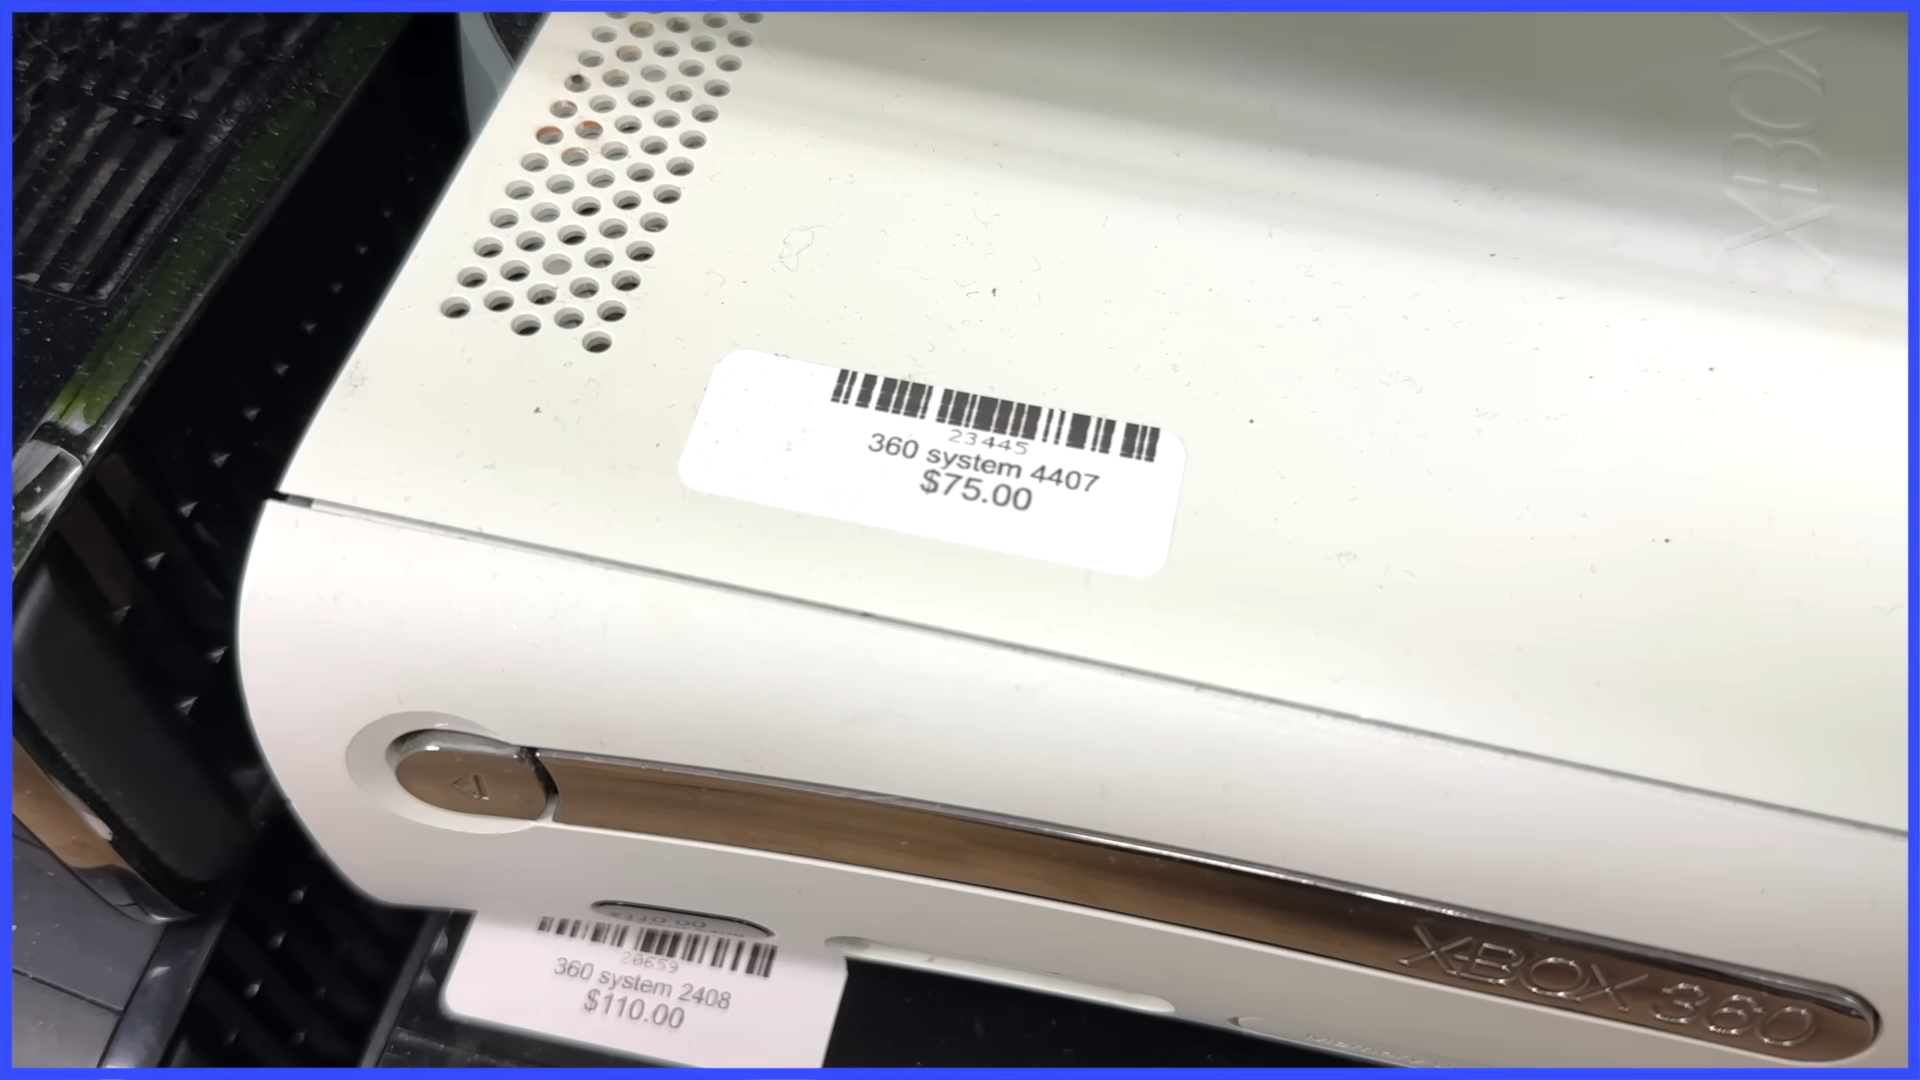 XBOX
23445
360 system 4407
$75.00
XBOX 360
20659
360 system 2408
$110.00